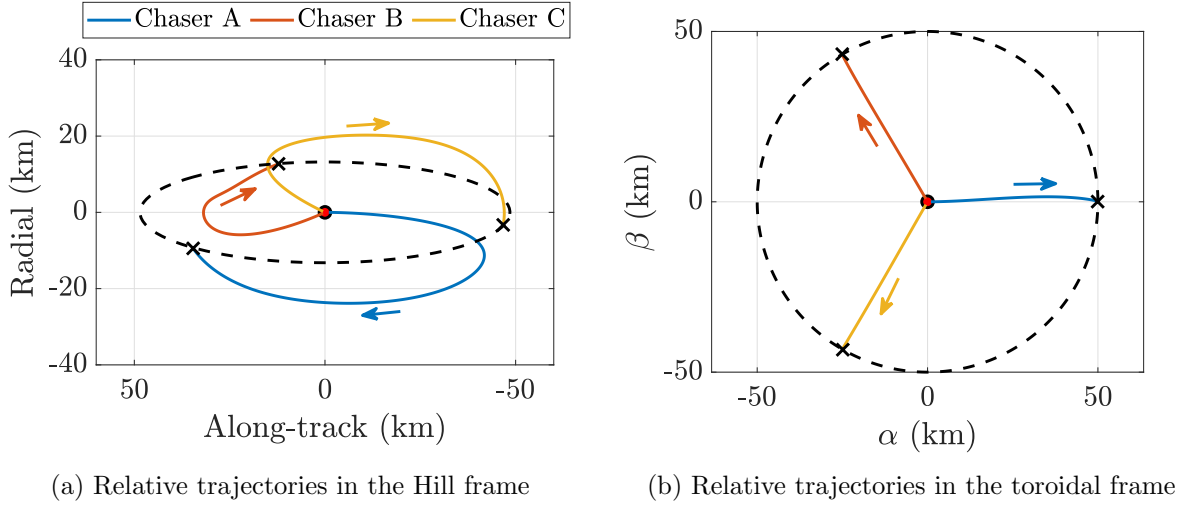 Chaser A Chaser B Chaser C
40
20
0
-20
-40
50 0 -50
Radial (km)
Along-track (km)
50
0
-50
-50 0 50
β (km)
α (km)
(a) Relative trajectories in the Hill frame
(b) Relative trajectories in the toroidal frame